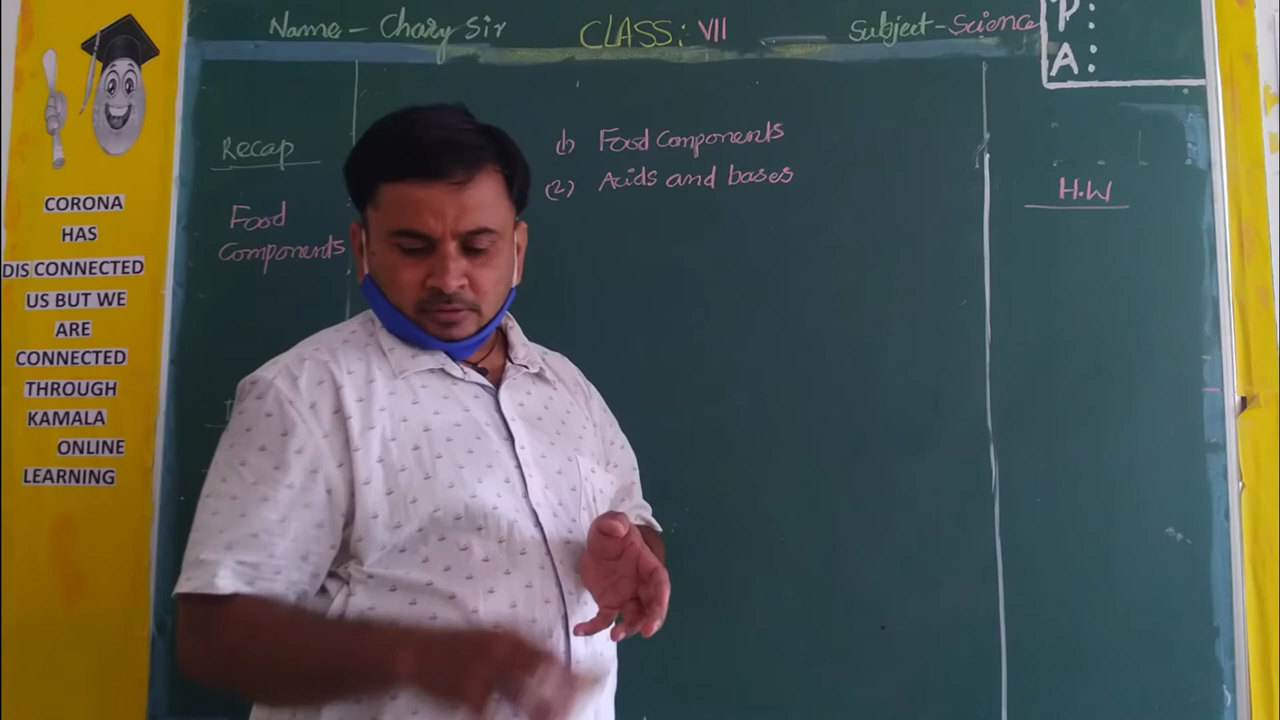 Name - Chary Sir
CLASS: VII
Subject - Science
P:
A:
CORONA
HAS
DIS CONNECTED
US BUT WE
ARE
CONNECTED
THROUGH
KAMALA
ONLINE
LEARNING
Recap
Food
Components
1) Food Components
(2) Acids and bases
H.W